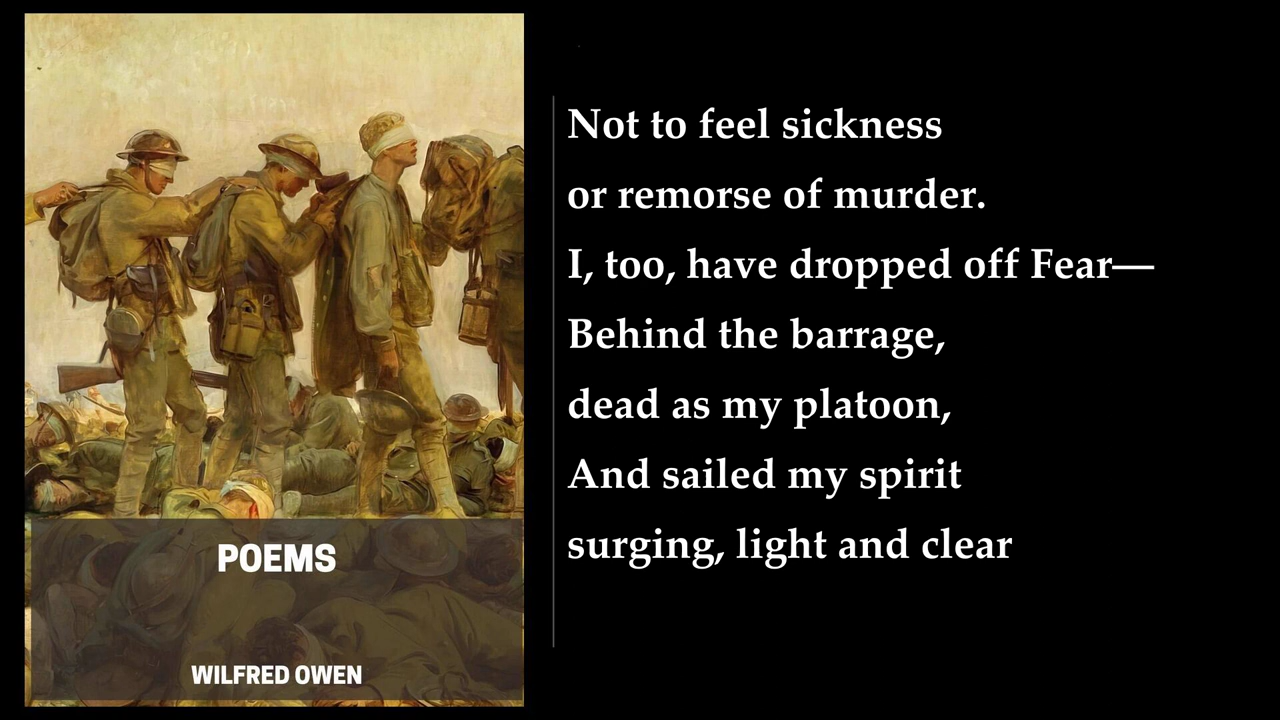 POEMS
WILFRED OWEN
Not to feel sickness
or remorse of murder.
I, too, have dropped off Fear—
Behind the barrage,
dead as my platoon,
And sailed my spirit
surging, light and clear